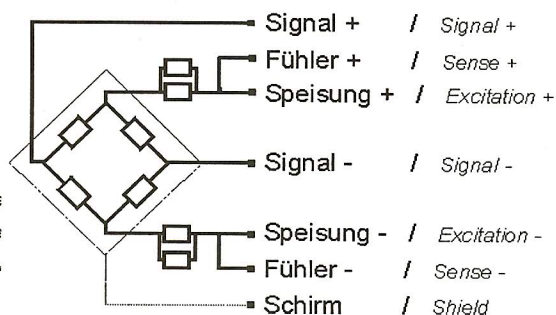 Signal + / Signal +
Fühler + / Sense +
Speisung + / Excitation +
Signal - / Signal -
Speisung - / Excitation -
Fühler - / Sense -
Schirm / Shield